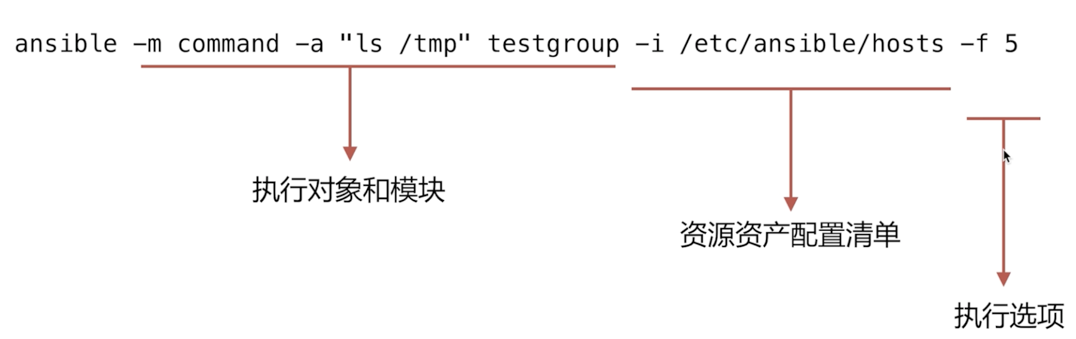 ansible -m command -a "ls /tmp" testgroup -i /etc/ansible/hosts -f 5
执行对象和模块
资源资产配置清单
执行选项